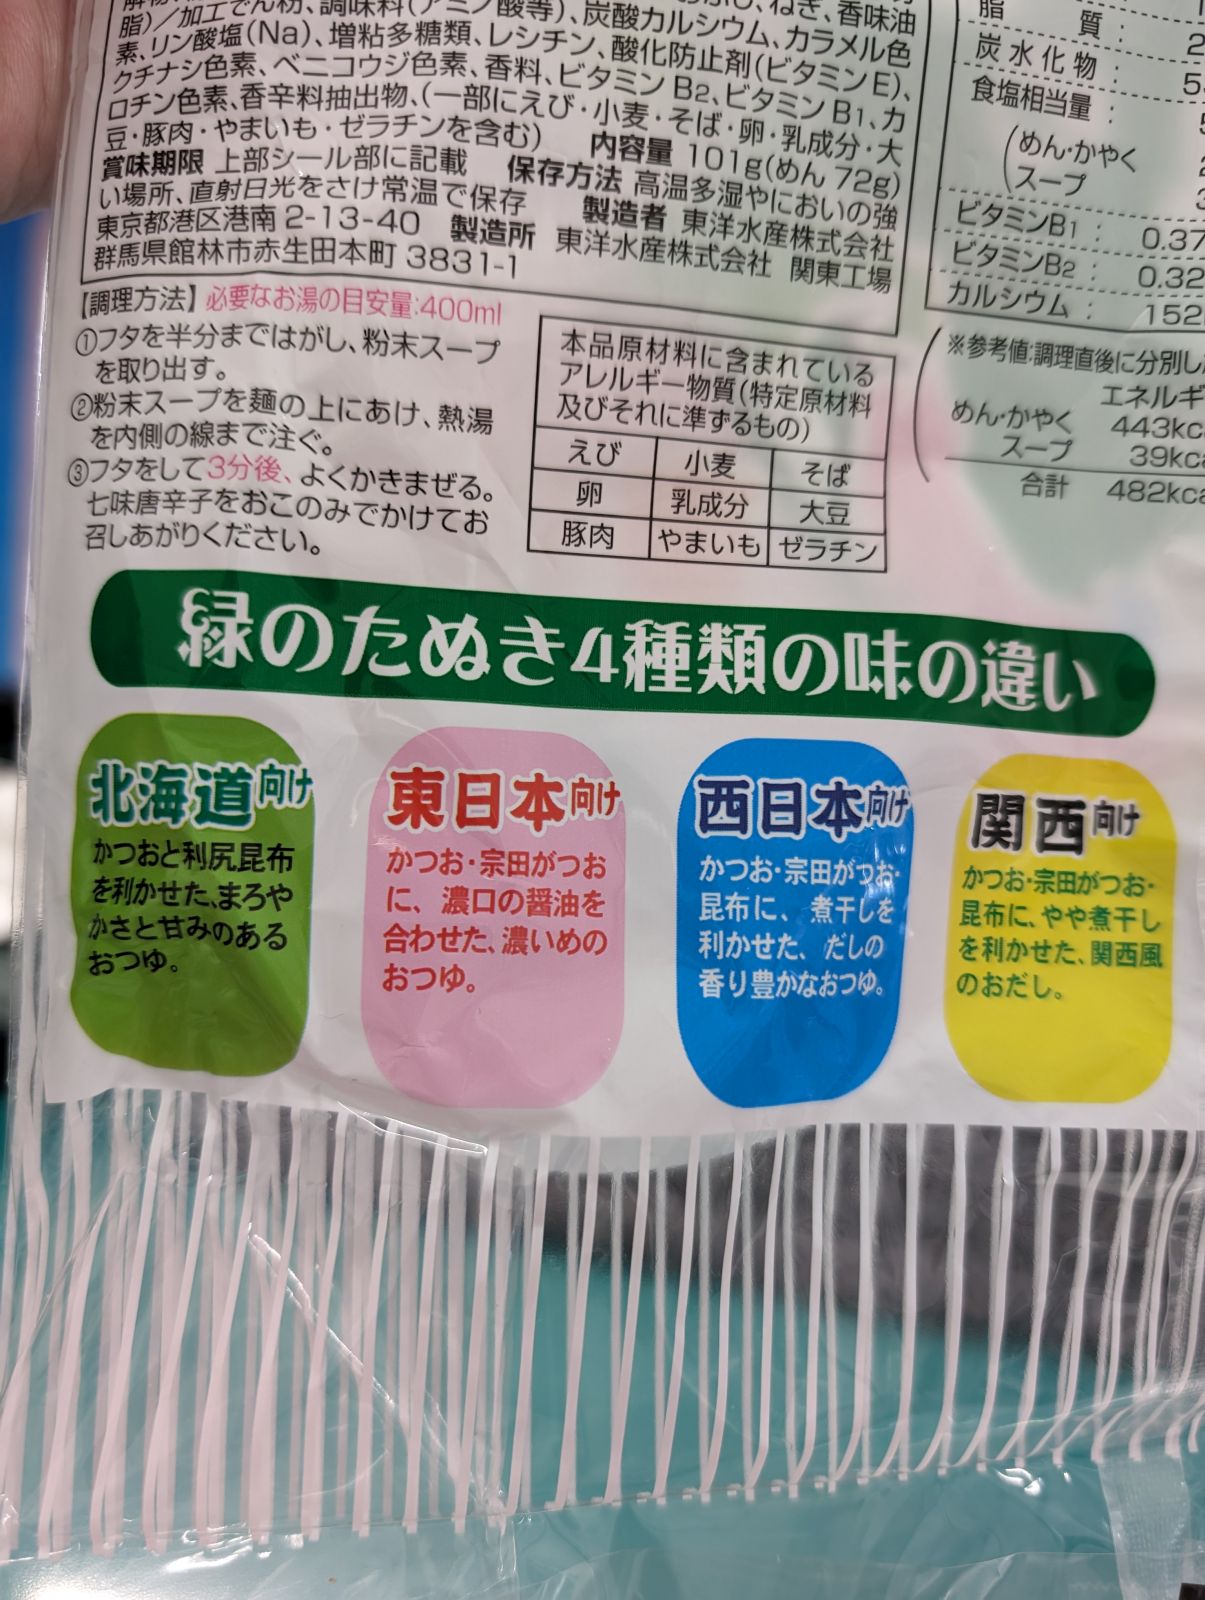 脂)／加工でん粉、調味料(アミノ酸等)、炭酸カルシウム、カラメル色
素、リン酸塩(Na)、増粘多糖類、レシチン、酸化防止剤(ビタミンE)、
クチナシ色素、ベニコウジ色素、香料、ビタミンB2、ビタミンB1、カ
ロチン色素、香辛料抽出物、(一部にえび・小麦・そば・卵・乳成分・大
豆・豚肉・やまいも・ゼラチンを含む) 内容量 101g(めん 72g)
賞味期限 上部シール部に記載 保存方法 高温多湿やにおいの強
い場所、直射日光をさけ常温で保存 製造者 東洋水産株式会社
東京都港区港南 2-13-40 製造所 東洋水産株式会社 関東工場
群馬県館林市赤生田本町 3831-1
脂質:
炭水化物:
食塩相当量:
(めん・かやく
スープ
ビタミンB1: 0.37
ビタミンB2: 0.32
カルシウム: 152
【調理方法】必要なお湯の目安量:400ml
①フタを半分まではがし、粉末スープ
を取り出す。
②粉末スープを麺の上にあけ、熱湯
を内側の線まで注ぐ。
③フタをして3分後、よくかきまぜる。
七味唐辛子をおこのみでかけてお
召しあがりください。
本品原材料に含まれている
アレルギー物質(特定原材料
及びそれに準ずるもの)
えび 小麦 そば
卵 乳成分 大豆
豚肉 やまいも ゼラチン
※参考値:調理直後に分別し
エネルギ
めん・かやく 443kc
スープ 39kc
合計 482kc
緑のたぬき4種類の味の違い
北海道向け
かつおと利尻昆布
を利かせた、まろや
かさと甘みのある
おつゆ。
東日本向け
かつお・宗田がつお
に、濃口の醤油を
合わせた、濃いめの
おつゆ。
西日本向け
かつお・宗田がつお・
昆布に、煮干しを
利かせた、だしの
香り豊かなおつゆ。
関西向け
かつお・宗田がつお・
昆布に、やや煮干し
を利かせた、関西風
のおだし。